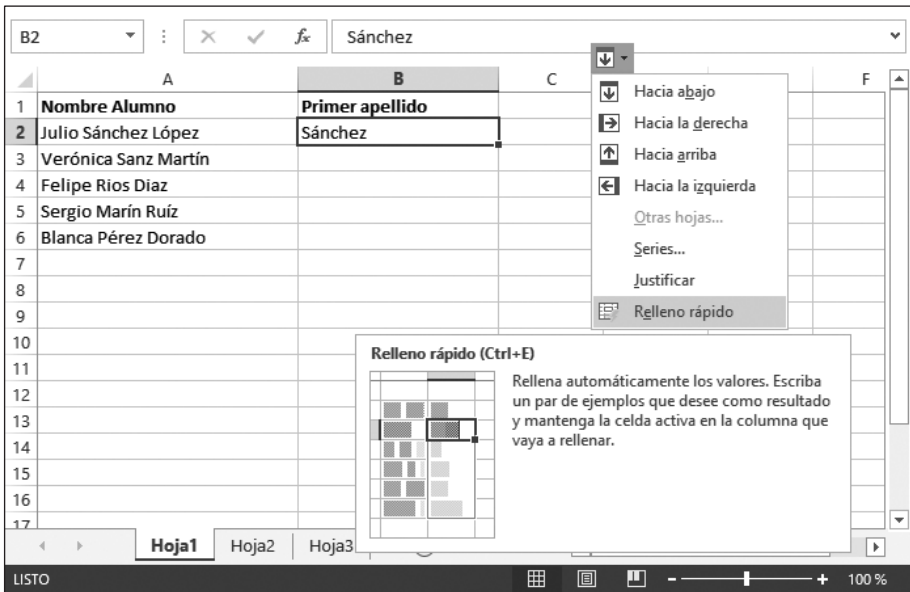 B2 fx Sánchez
A B C F
1 Nombre Alumno Primer apellido
2 Julio Sánchez López Sánchez
3 Verónica Sanz Martín
4 Felipe Rios Diaz
5 Sergio Marín Ruíz
6 Blanca Pérez Dorado
7
8
9
10
11
12
13
14
15
16
17
Hacia abajo
Hacia la derecha
Hacia arriba
Hacia la izquierda
Otras hojas...
Series...
Justificar
Relleno rápido
Relleno rápido (Ctrl+E)
Rellena automáticamente los valores. Escriba
un par de ejemplos que desee como resultado
y mantenga la celda activa en la columna que
vaya a rellenar.
Hoja1 Hoja2 Hoja3
LISTO 100 %